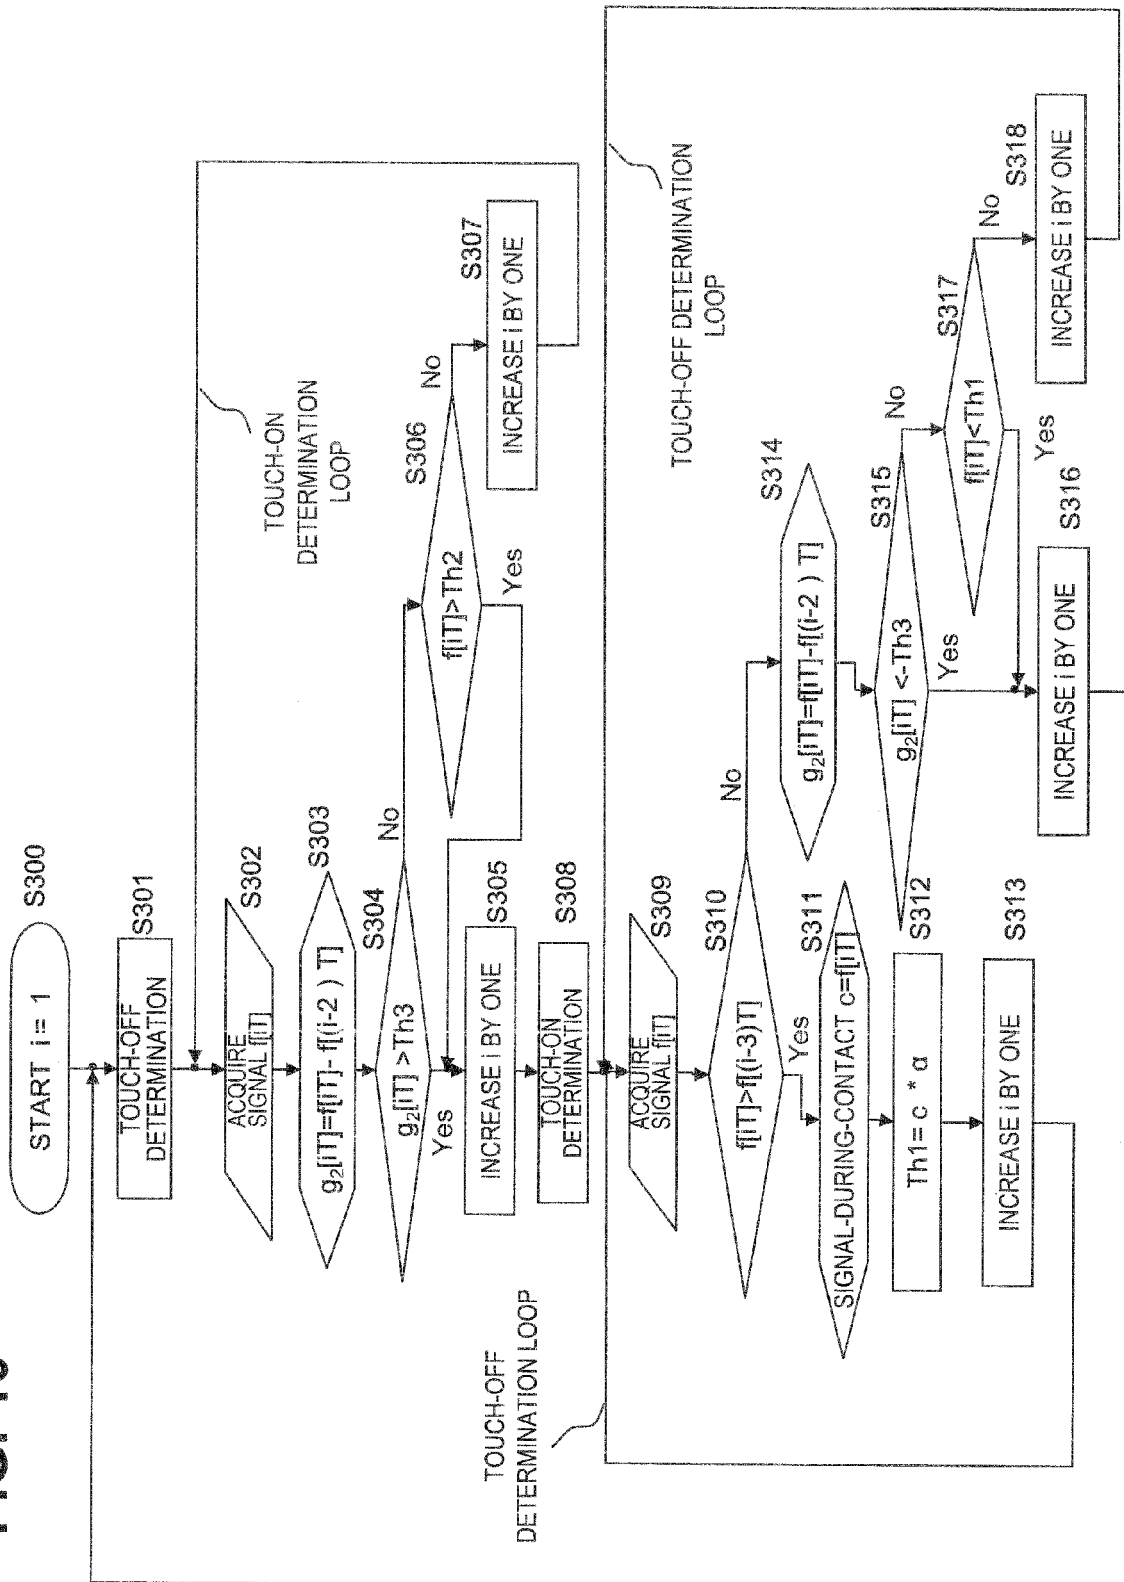 START i= 1
S300
TOUCH-OFF
DETERMINATION
S301
ACQUIRE
SIGNAL f[iT]
S302
g₂[iT]=f[iT]- f[(i-2 ) T]
S303
g₂[iT] >Th3
S304
No
Yes
f[iT]>Th2
S306
No
Yes
INCREASE i BY ONE
S307
TOUCH-ON
DETERMINATION
LOOP
INCREASE i BY ONE
S305
TOUCH-ON
DETERMINATION
S308
TOUCH-OFF
DETERMINATION LOOP
TOUCH-OFF DETERMINATION
LOOP
ACQUIRE
SIGNAL f[iT]
S309
f[iT]>f[(i-3)T]
S310
No
Yes
SIGNAL-DURING-CONTACT c=f[iT]
S311
Th1= c * α
S312
INCREASE i BY ONE
S313
g₂[iT]=f[iT]-f[(i-2 ) T]
S314
g₂[iT] <-Th3
S315
No
Yes
INCREASE i BY ONE
S316
f[iT]<Th1
S317
No
Yes
INCREASE i BY ONE
S318